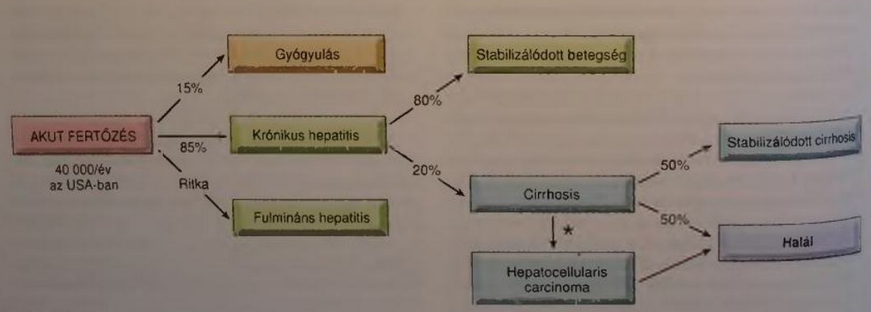 Gyógyulás
Stabilizálódott betegség
15%
80%
AKUT FERTŐZÉS
Krónikus hepatitis
Stabilizálódott cirrhosis
85%
40 000/év
az USA-ban
Ritka
20%
50%
Cirrhosis
Fulmináns hepatitis
50%
*
Halál
Hepatocellularis
carcinoma